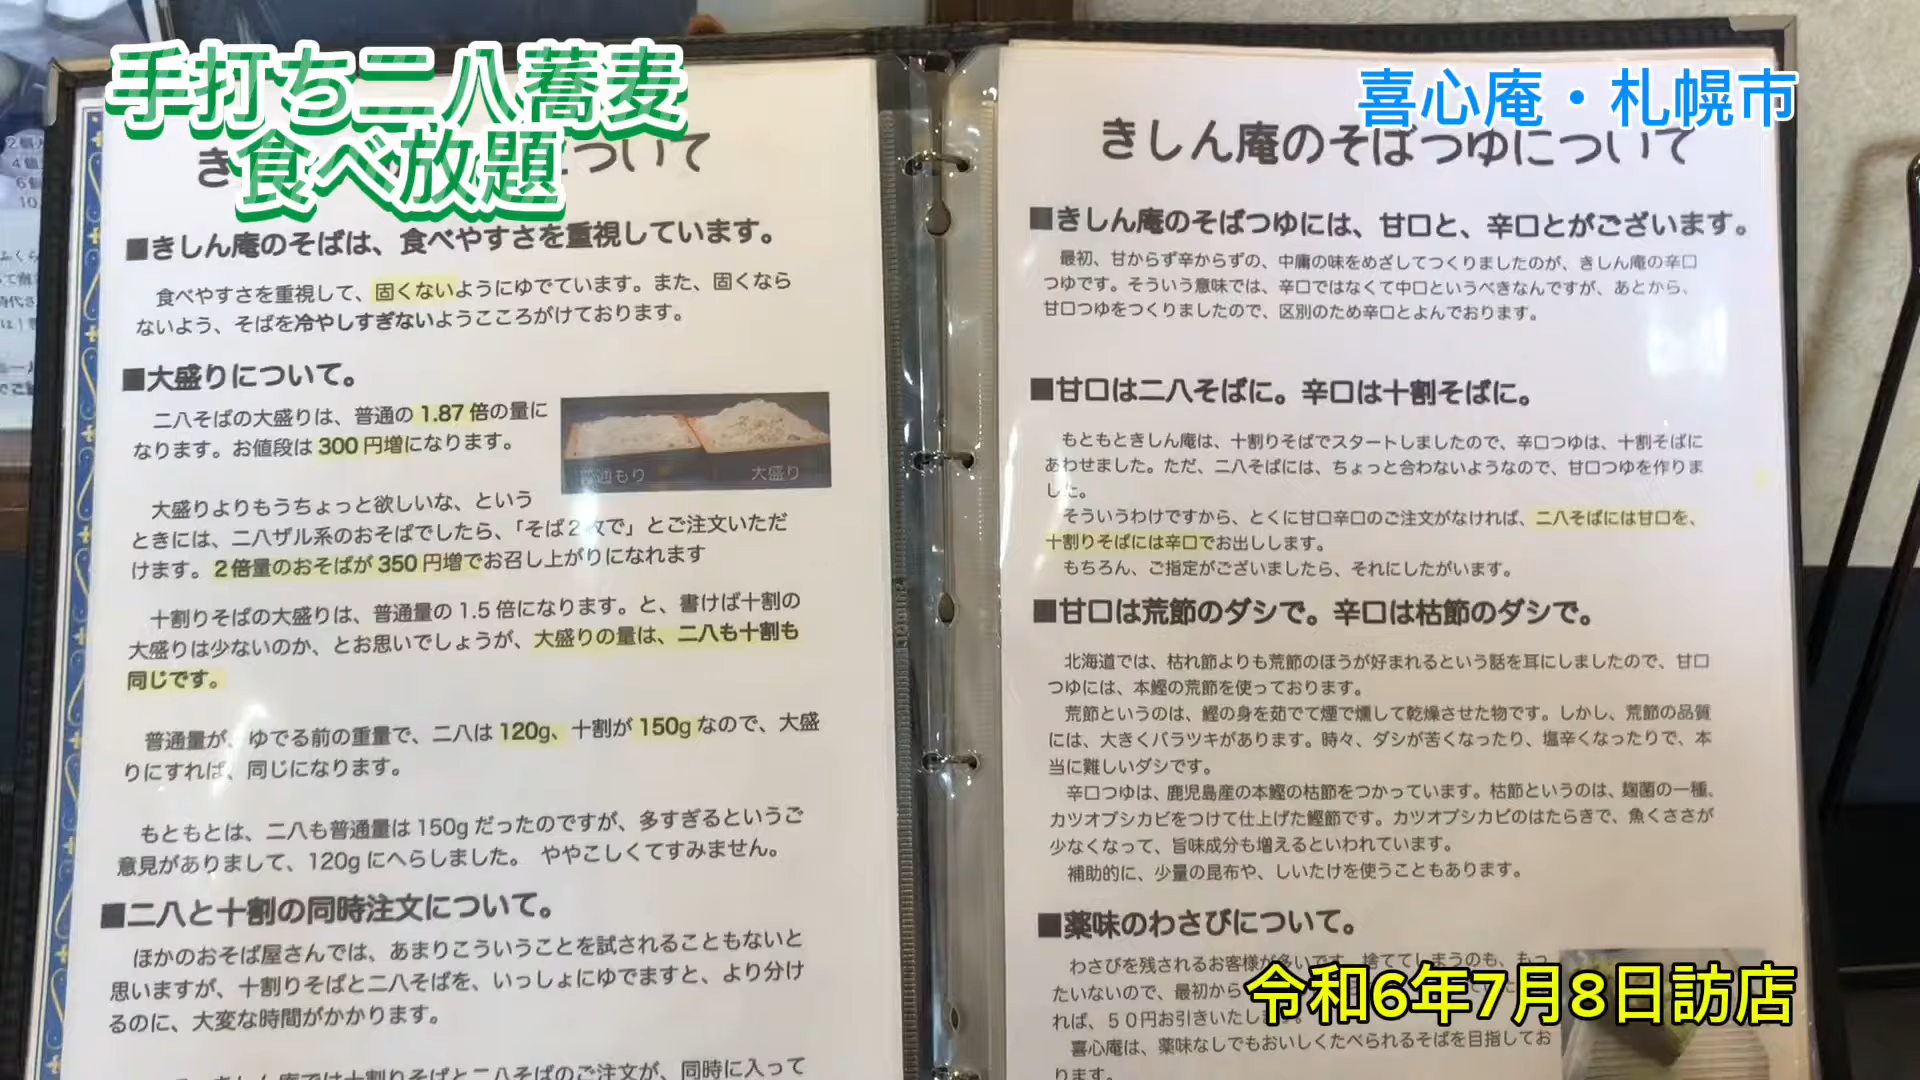 手打ち二八蕎麦
食べ放題
喜心庵・札幌市
令和6年7月8日訪店
ついて
■きしん庵のそばは、食べやすさを重視しています。
食べやすさを重視して、固くないようにゆでています。また、固くなら
ないよう、そばを冷やしすぎないようこころがけております。
■大盛りについて。
二八そばの大盛りは、普通の 1.87 倍の量に
なります。お値段は 300 円増になります。
普通もり
大盛り
大盛りよりもうちょっと欲しいな、という
ときには、二八ザル系のおそばでしたら、「そば２枚で」とご注文いただ
けます。２倍量のおそばが 350 円増でお召し上がりになれます
十割りそばの大盛りは、普通量の 1.5 倍になります。と、書けば十割の
大盛りは少ないのか、とお思いでしょうが、大盛りの量は、二八も十割も
同じです。
普通量が、ゆでる前の重量で、二八は 120g、十割が 150g なので、大盛
りにすれば、同じになります。
もともとは、二八も普通量は 150g だったのですが、多すぎるというご
意見がありまして、120g にへらしました。 ややこしくてすみません。
■二八と十割の同時注文について。
ほかのおそば屋さんでは、あまりこういうことを試されることもないと
思いますが、十割りそばと二八そばを、いっしょにゆでますと、より分け
るのに、大変な時間がかかります。
きしん庵では十割りそばと二八そばのご注文が、同時に入って
きしん庵のそばつゆについて
■きしん庵のそばつゆには、甘口と、辛口とがございます。
最初、甘からず辛からずの、中庸の味をめざしてつくりましたのが、きしん庵の辛口
つゆです。そういう意味では、辛口ではなくて中口というべきなんですが、あとから、
甘口つゆをつくりましたので、区別のため辛口とよんでおります。
■甘口は二八そばに。辛口は十割そばに。
もともときしん庵は、十割りそばでスタートしましたので、辛口つゆは、十割そばに
あわせました。ただ、二八そばには、ちょっと合わないようなので、甘口つゆを作りま
した。
そういうわけですから、とくに甘口辛口のご注文がなければ、二八そばには甘口を、
十割りそばには辛口でお出しします。
もちろん、ご指定がございましたら、それにしたがいます。
■甘口は荒節のダシで。辛口は枯節のダシで。
北海道では、枯れ節よりも荒節のほうが好まれるという話を耳にしましたので、甘口
つゆには、本鰹の荒節を使っております。
荒節というのは、鰹の身を茹でて煙で燻して乾燥させた物です。しかし、荒節の品質
には、大きくバラツキがあります。時々、ダシが苦くなったり、塩辛くなったりで、本
当に難しいダシです。
辛口つゆは、鹿児島産の本鰹の枯節をつかっています。枯節というのは、麹菌の一種、
カツオブシカビをつけて仕上げた鰹節です。カツオブシカビのはたらきで、魚くささが
少なくなって、旨味成分も増えるといわれています。
補助的に、少量の昆布や、しいたけを使うこともあります。
■薬味のわさびについて。
わさびを残されるお客様が多いです。捨ててしまうのも、もっ
たいないので、最初から
れば、５０円お引きいたします。
喜心庵は、薬味なしでもおいしくたべられるそばを目指してお
ります。